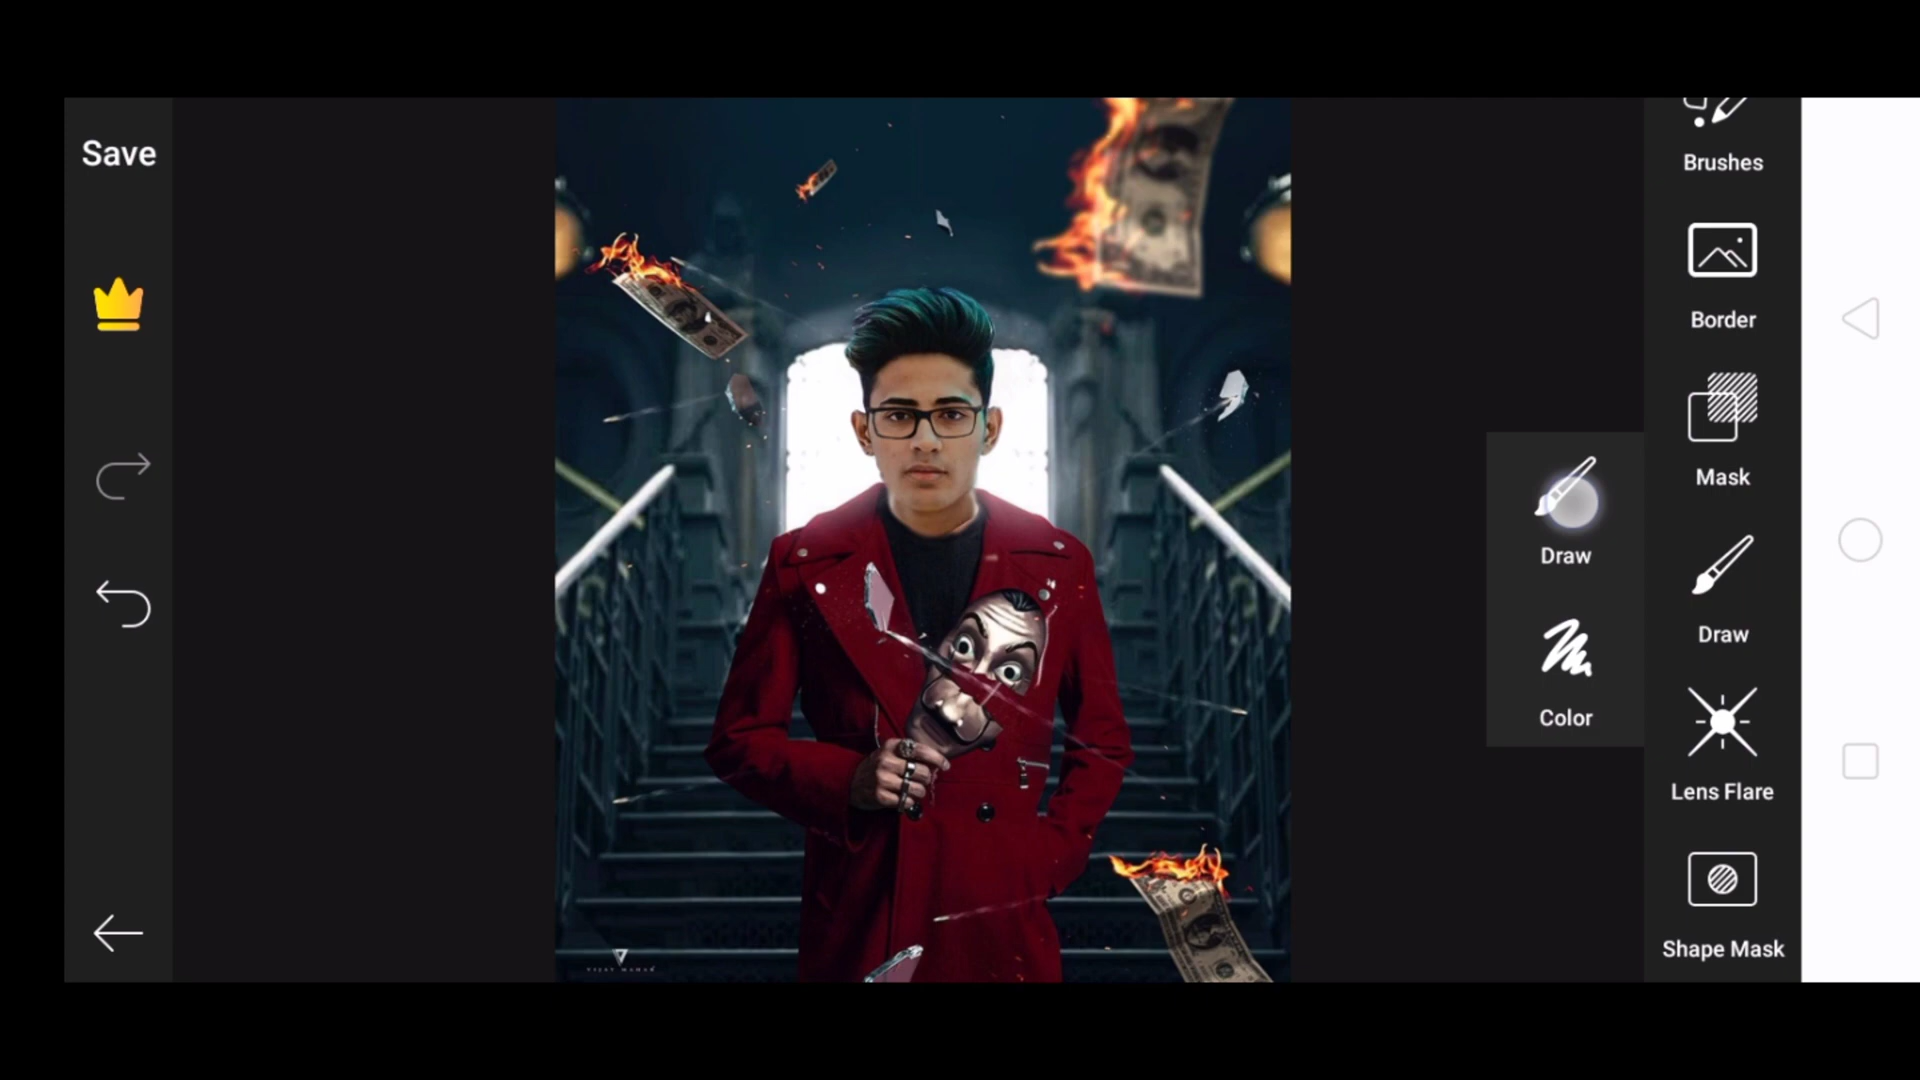 Save
Brushes
Border
Mask
Draw
Color
Draw
Lens Flare
Shape Mask